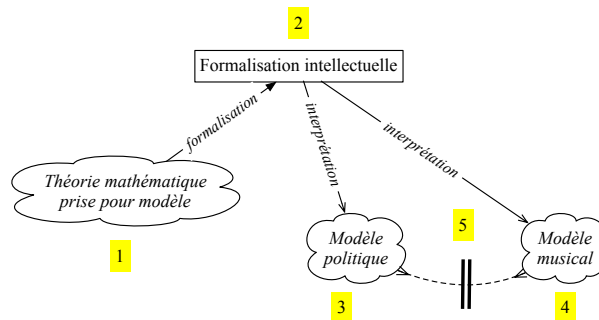 2
Formalisation intellectuelle
formalisation
interprétation
interprétation
Théorie mathématique
prise pour modèle
1
5
Modèle
politique
Modèle
musical
3
4